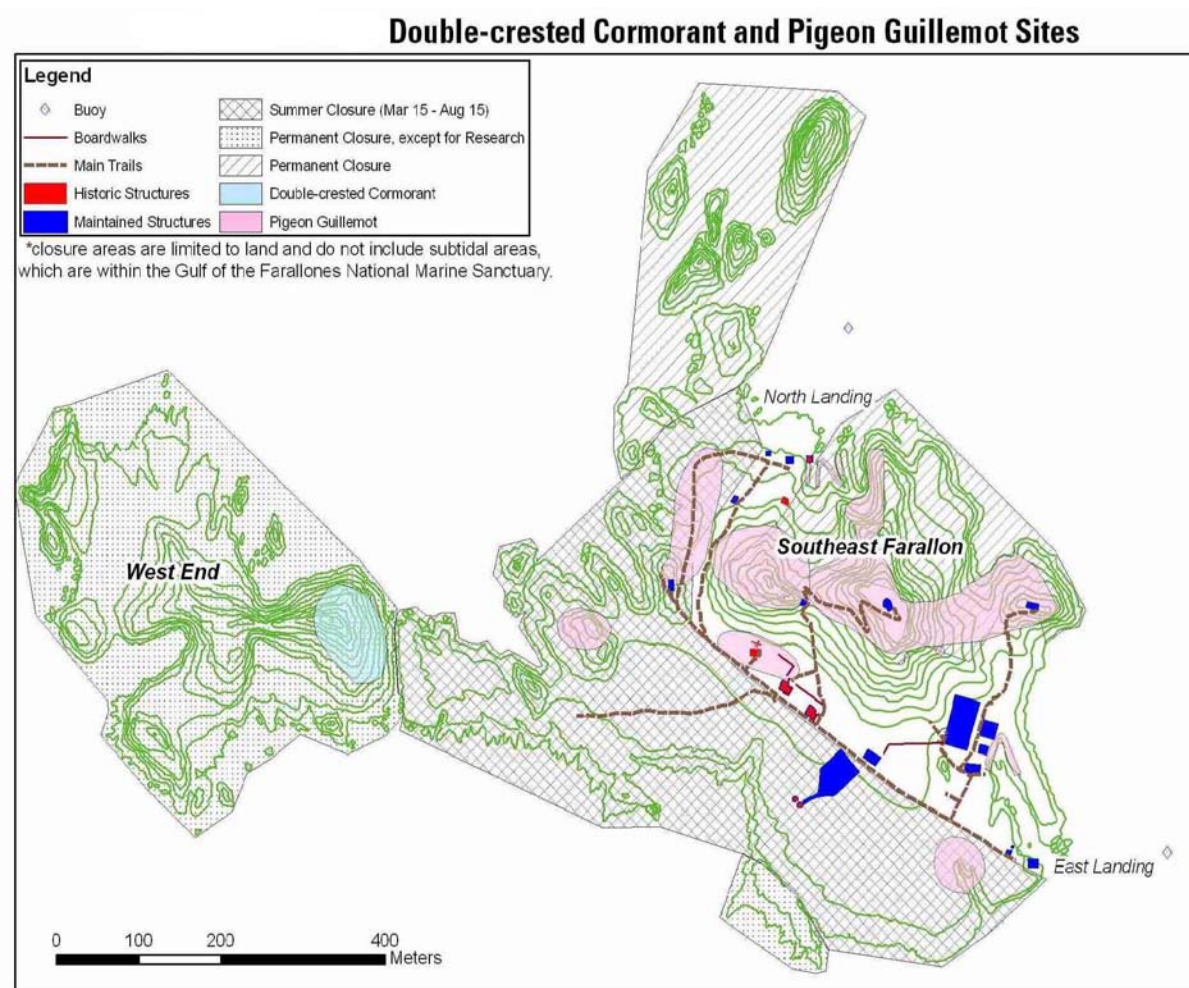 Double-crested Cormorant and Pigeon Guillemot Sites
Legend
Buoy
Boardwalks
Main Trails
Historic Structures
Maintained Structures
Summer Closure (Mar 15 - Aug 15)
Permanent Closure, except for Research
Permanent Closure
Double-crested Cormorant
Pigeon Guillemot
*closure areas are limited to land and do not include subtidal areas,
which are within the Gulf of the Farallones National Marine Sanctuary.
North Landing
Southeast Farallon
West End
East Landing
0 100 200 400
Meters